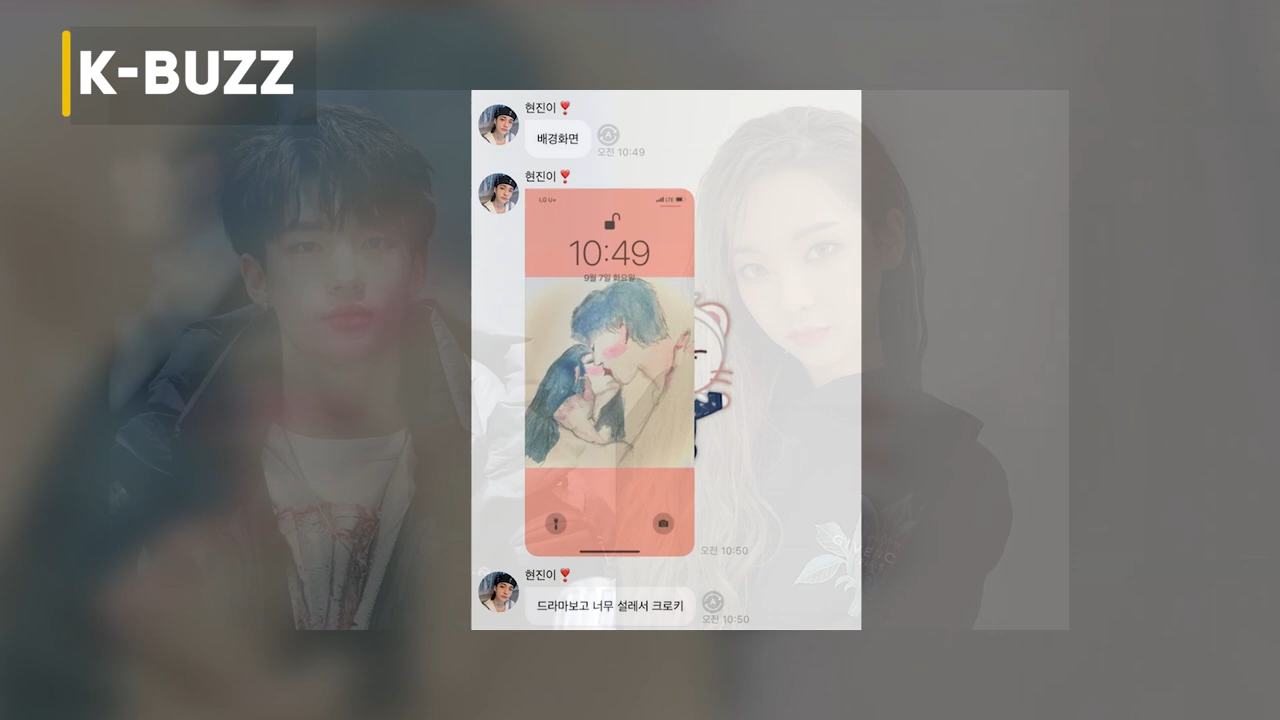 K-BUZZ
현진이❣
배경화면
오전 10:49
현진이❣
LG U+
LTE
10:49
9월 7일 화요일
오전 10:50
현진이❣
드라마보고 너무 설레서 크로키
오전 10:50